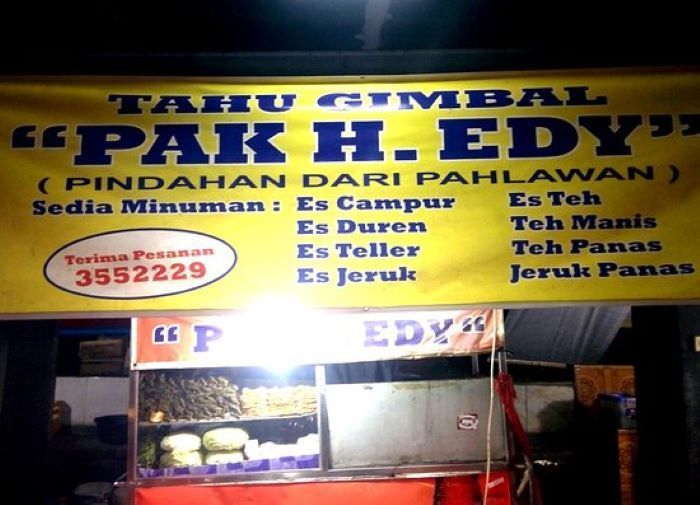 TAHU GIMBAL
"PAK H. EDY"
( PINDAHAN DARI PAHLAWAN )
Sedia Minuman : Es Campur Es Teh
Es Duren Teh Manis
Es Teller Teh Panas
Es Jeruk Jeruk Panas
Terima Pesanan
3552229
" P EDY "